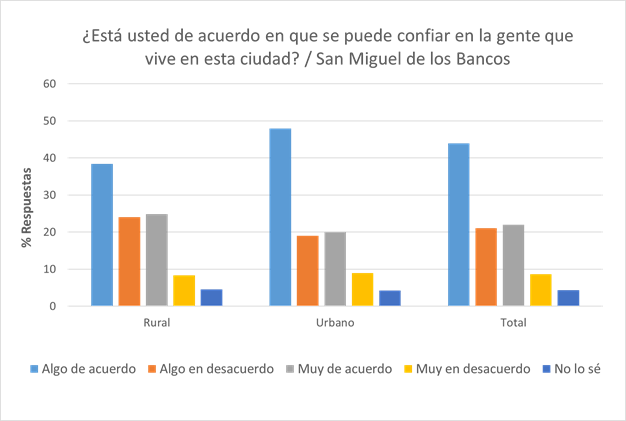 ¿Está usted de acuerdo en que se puede confiar en la gente que
vive en esta ciudad? / San Miguel de los Bancos
60
50
40
30
20
10
0
% Respuestas
Rural Urbano Total
Algo de acuerdo Algo en desacuerdo Muy de acuerdo Muy en desacuerdo No lo sé